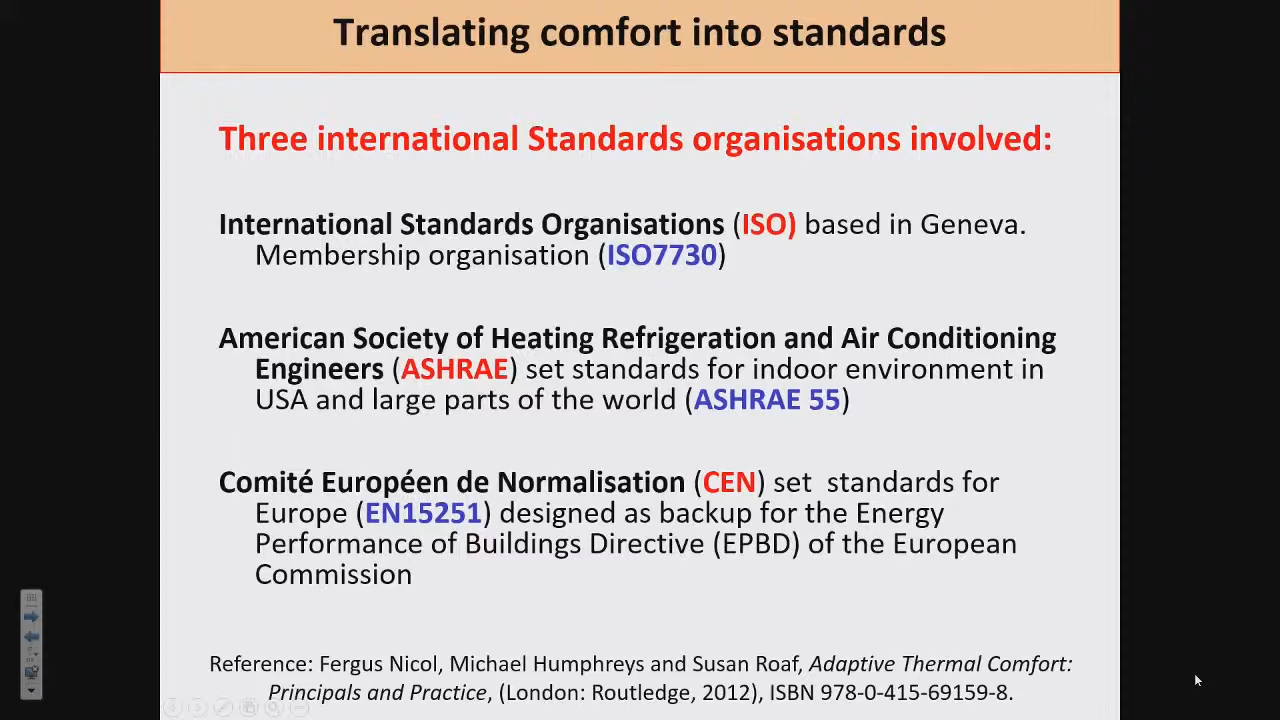 Translating comfort into standards
Three international Standards organisations involved:
International Standards Organisations (ISO) based in Geneva.
Membership organisation (ISO7730)
American Society of Heating Refrigeration and Air Conditioning
Engineers (ASHRAE) set standards for indoor environment in
USA and large parts of the world (ASHRAE 55)
Comité Européen de Normalisation (CEN) set  standards for
Europe (EN15251) designed as backup for the Energy
Performance of Buildings Directive (EPBD) of the European
Commission
Reference: Fergus Nicol, Michael Humphreys and Susan Roaf, Adaptive Thermal Comfort:
Principals and Practice, (London: Routledge, 2012), ISBN 978-0-415-69159-8.